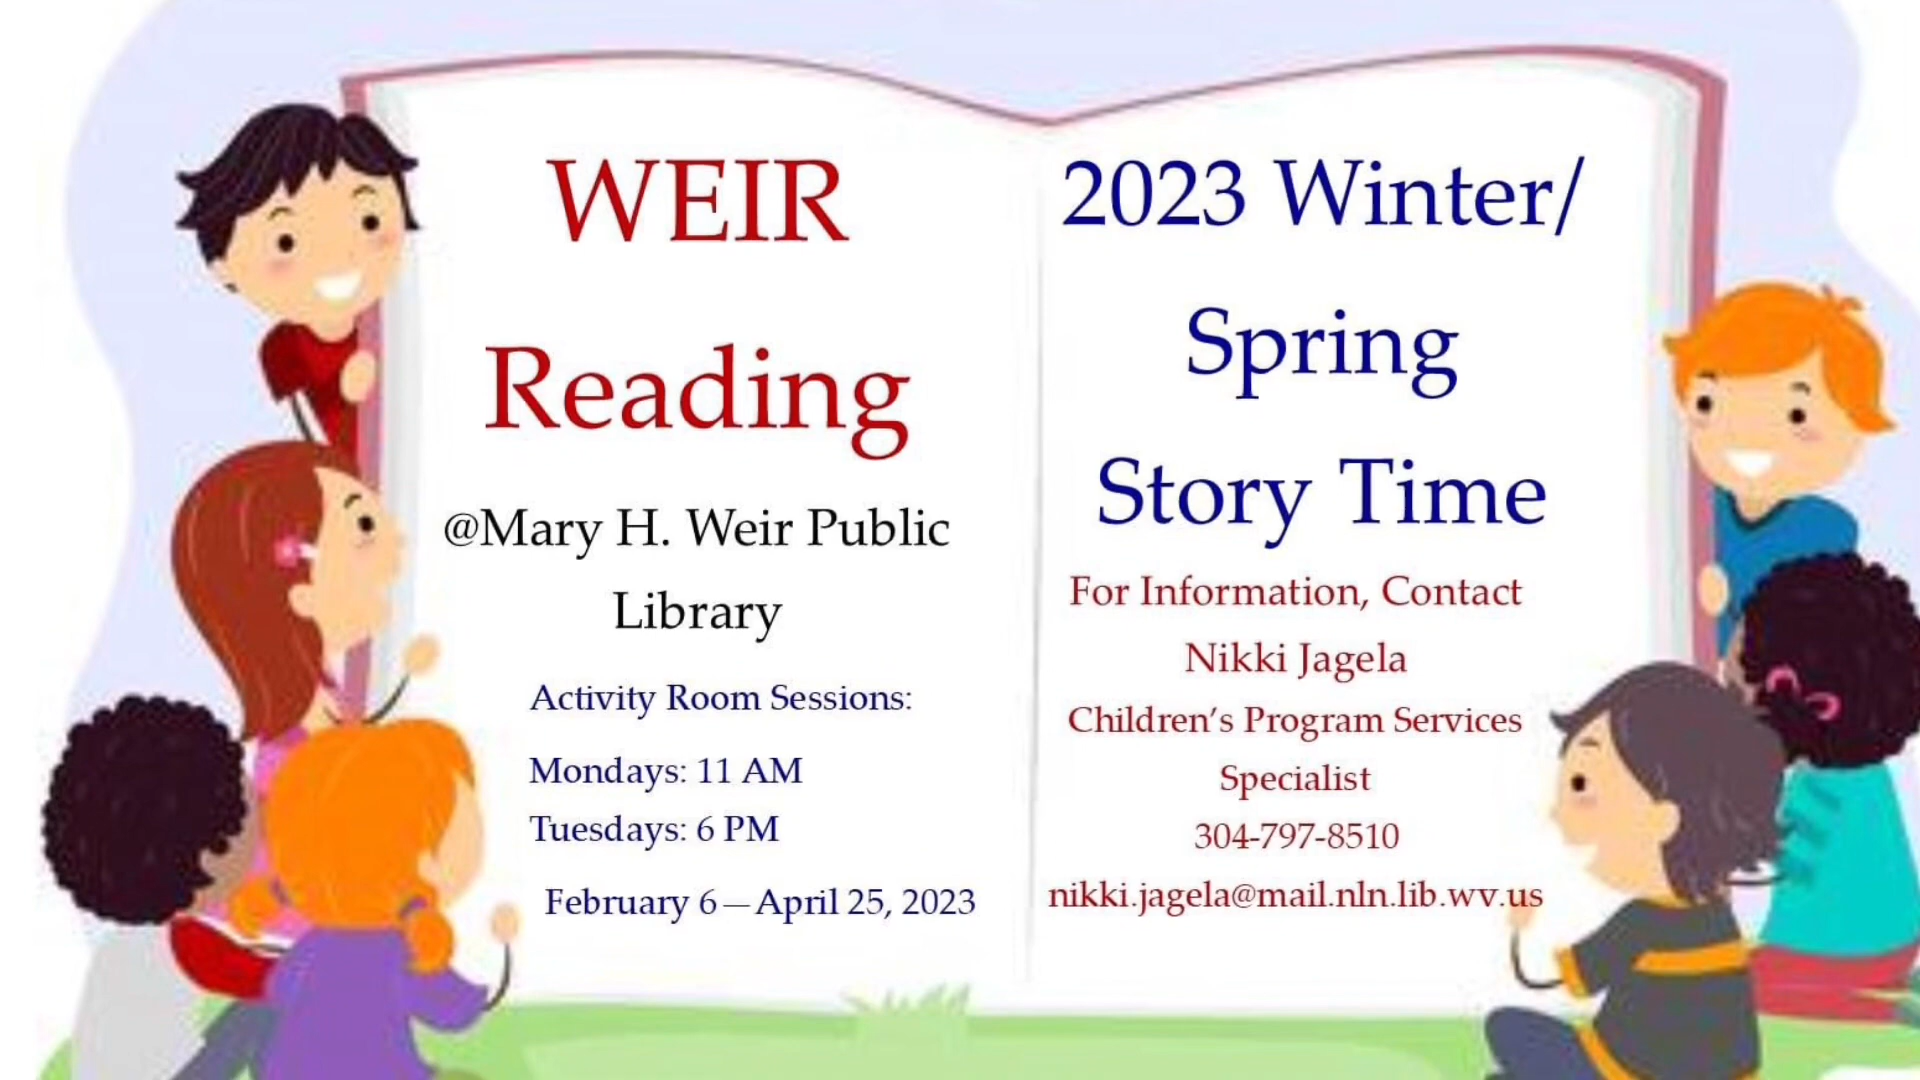 WEIR
Reading
@Mary H. Weir Public
Library
Activity Room Sessions:
Mondays: 11 AM
Tuesdays: 6 PM
February 6—April 25, 2023
2023 Winter/
Spring
Story Time
For Information, Contact
Nikki Jagela
Children’s Program Services
Specialist
304-797-8510
nikki.jagela@mail.nln.lib.wv.us